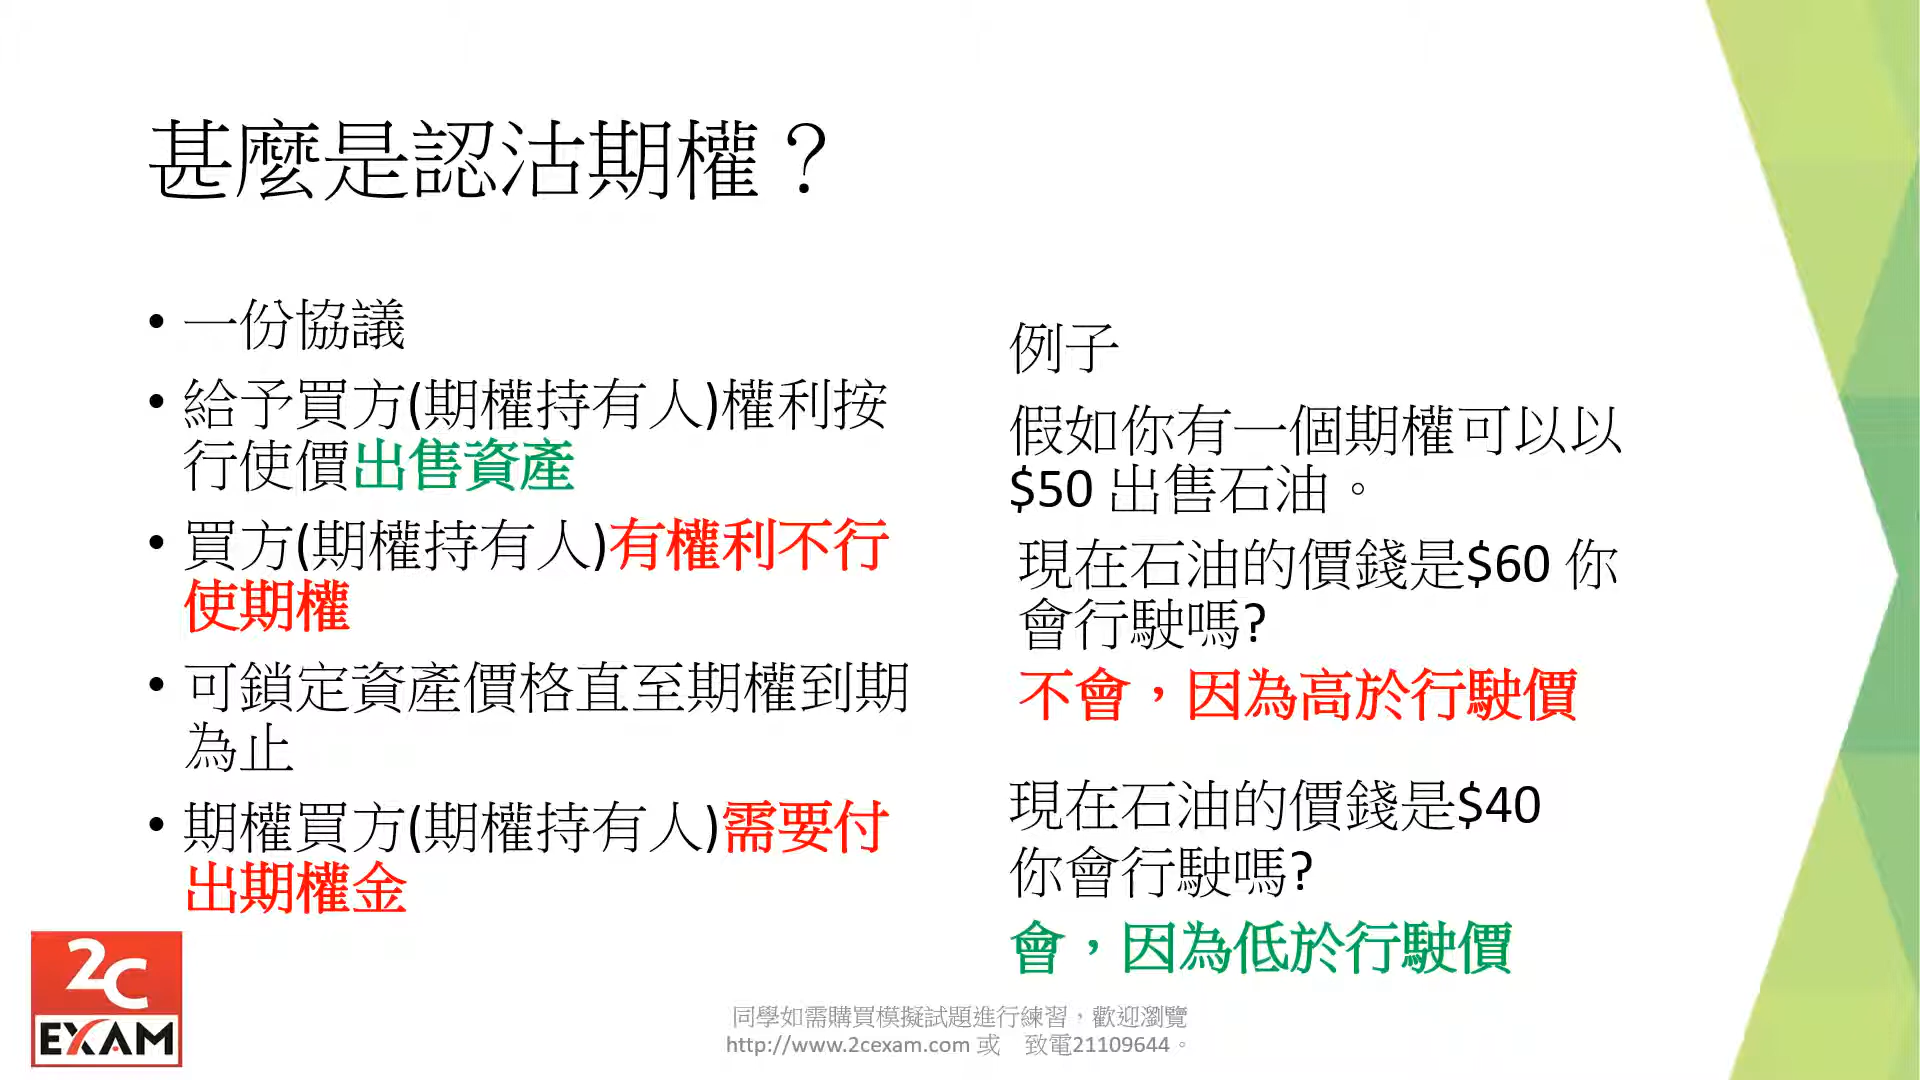 甚麼是認沽期權？
• 一份協議
• 給予買方(期權持有人)權利按
行使價出售資產
• 買方(期權持有人)有權利不行
使期權
• 可鎖定資產價格直至期權到期
為止
• 期權買方(期權持有人)需要付
出期權金
例子
假如你有一個期權可以以
$50 出售石油。
現在石油的價錢是$60 你
會行駛嗎?
不會，因為高於行駛價
現在石油的價錢是$40
你會行駛嗎?
會，因為低於行駛價
2C
EXAM
同學如需購買模擬試題進行練習，歡迎瀏覽
http://www.2cexam.com 或 致電21109644。